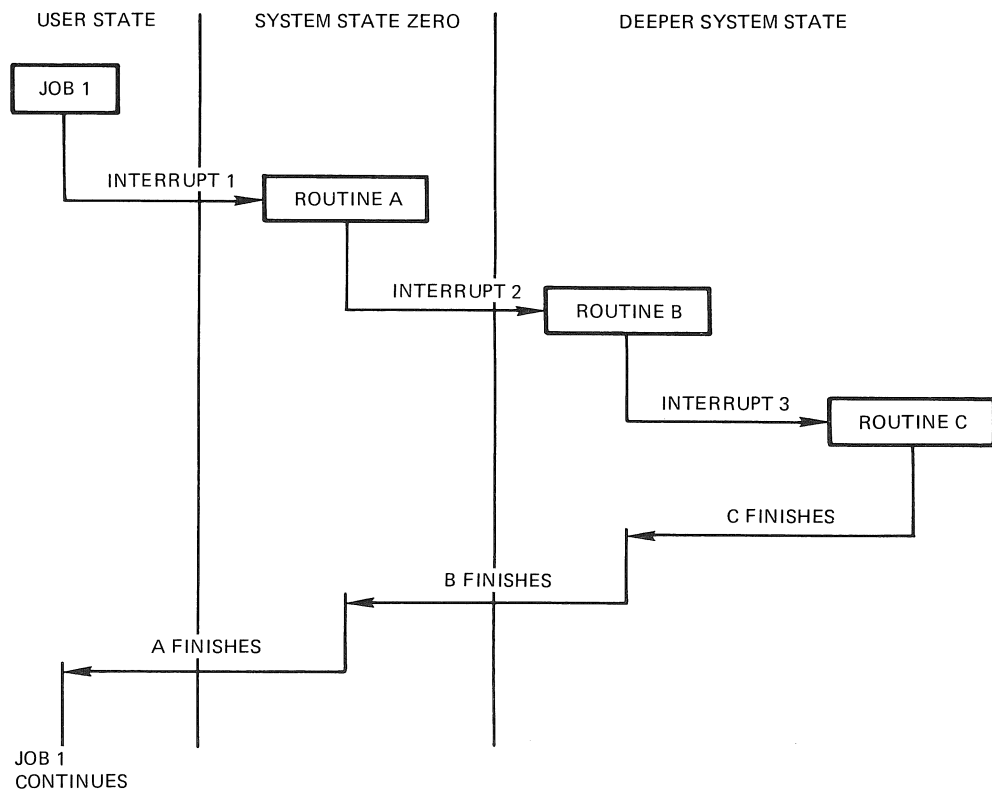 USER STATE
SYSTEM STATE ZERO
DEEPER SYSTEM STATE
JOB 1
INTERRUPT 1
ROUTINE A
INTERRUPT 2
ROUTINE B
INTERRUPT 3
ROUTINE C
C FINISHES
B FINISHES
A FINISHES
JOB 1
CONTINUES